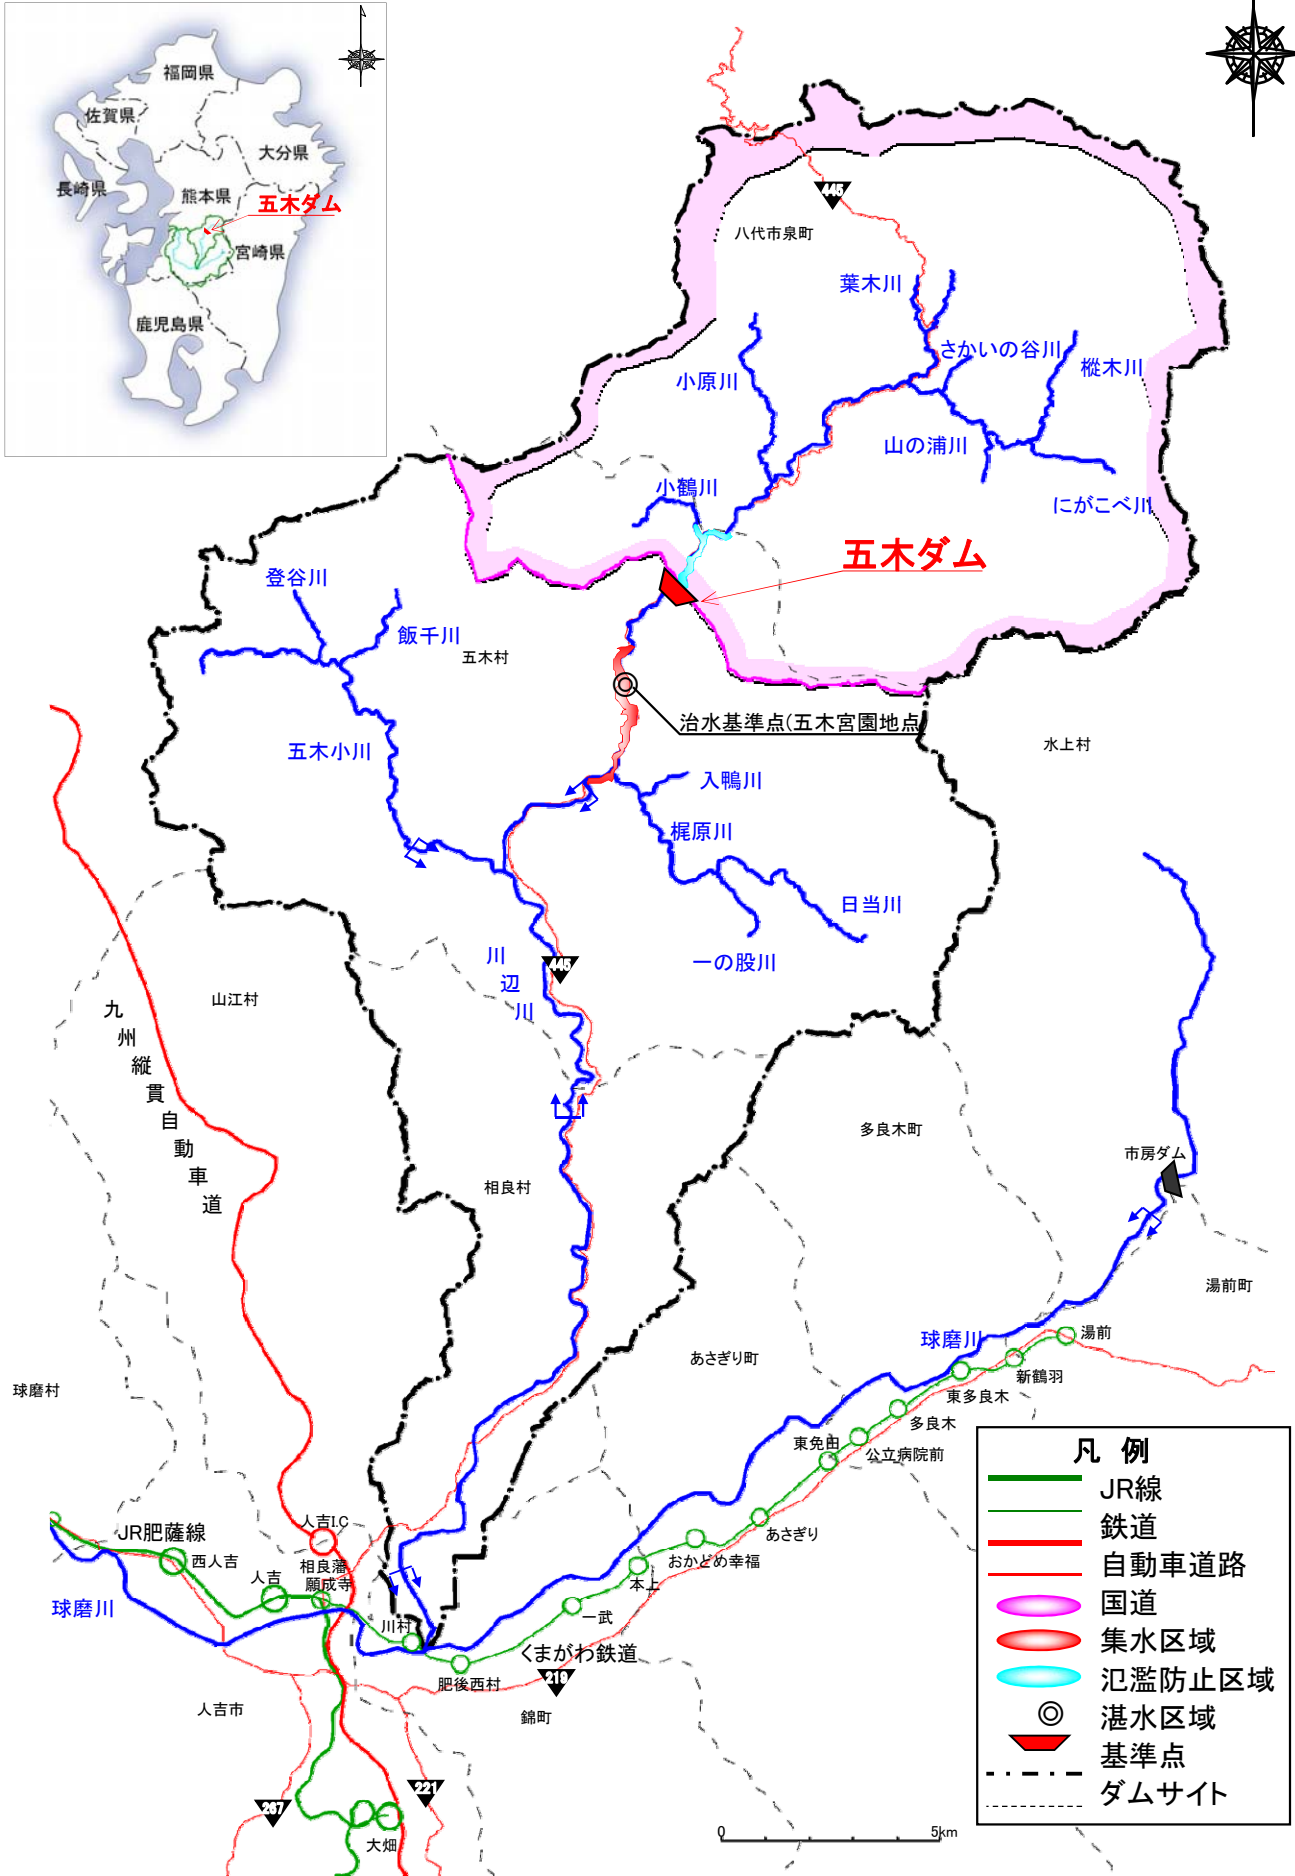 福岡県
佐賀県
大分県
長崎県
熊本県
五木ダム
宮崎県
鹿児島県
445
八代市泉町
葉木川
さかいの谷川
樅木川
小原川
山の浦川
小鶴川
にがこべ川
五木ダム
登谷川
飯千川
五木村
治水基準点(五木宮園地点
水上村
五木小川
入鴨川
梶原川
日当川
一の股川
川辺川
445
山江村
九州縦貫自動車道
多良木町
市房ダム
相良村
湯前町
球磨川
湯前
あさぎり町
新鶴羽
球磨村
東多良木
多良木
東免田
公立病院前
人吉I.C
あさぎり
JR肥薩線
西人吉
相良藩
願成寺
おかどめ幸福
人吉
本上
球磨川
川村
一武
くまがわ鉄道
肥後西村
219
人吉市
錦町
221
267
大畑
0 5km
凡 例
JR線
鉄道
自動車道路
国道
集水区域
氾濫防止区域
湛水区域
基準点
ダムサイト